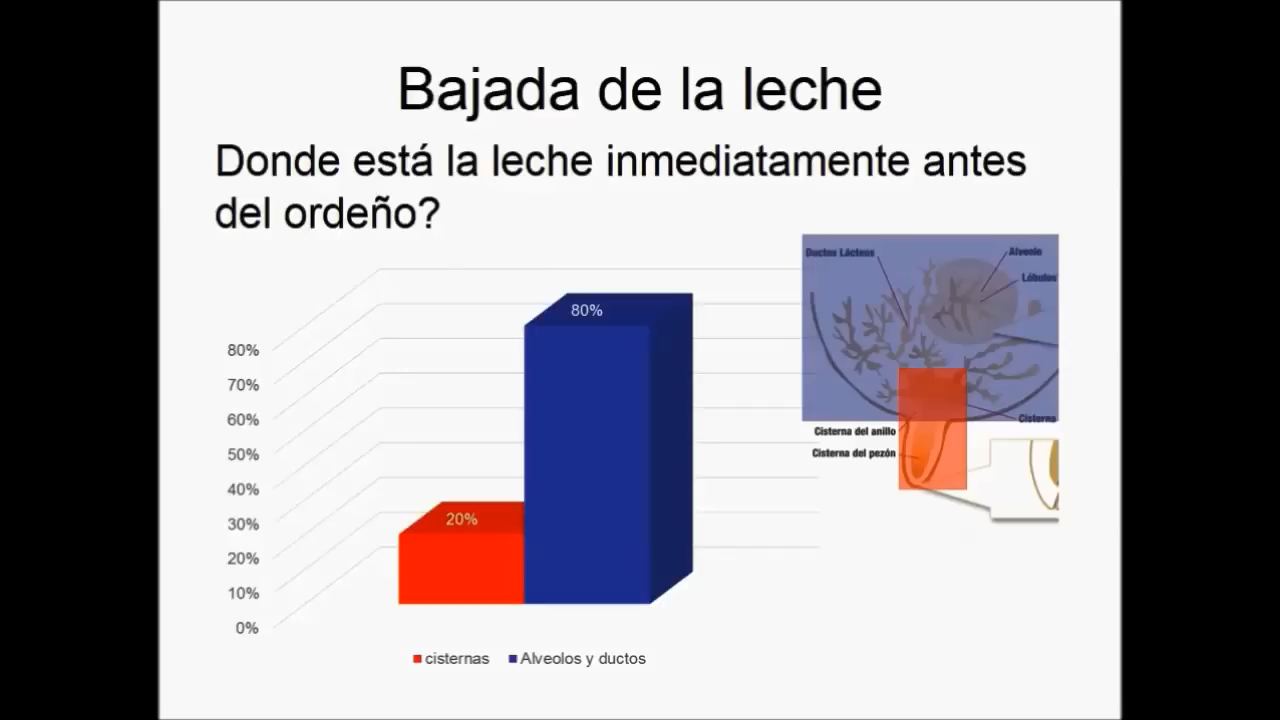 Bajada de la leche
Donde está la leche inmediatamente antes
del ordeño?
80%
70%
60%
50%
40%
30%
20%
10%
0%
20%
80%
cisternas
Alveolos y ductos
Ductos Lácteos
Alveolo
Lóbulos
Cisterna
Cisterna del anillo
Cisterna del pezón